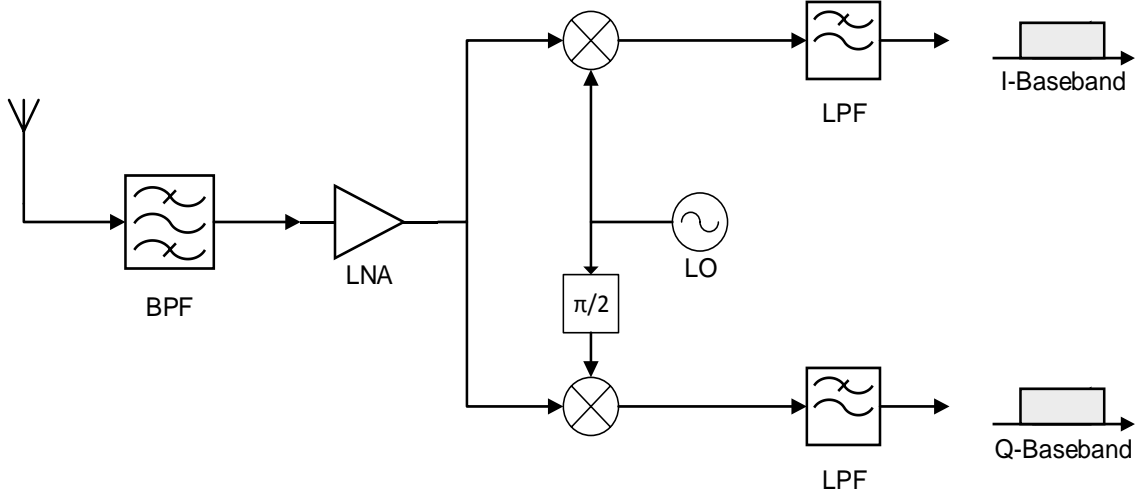 LPF
I-Baseband
LNA
LO
BPF
π/2
LPF
Q-Baseband